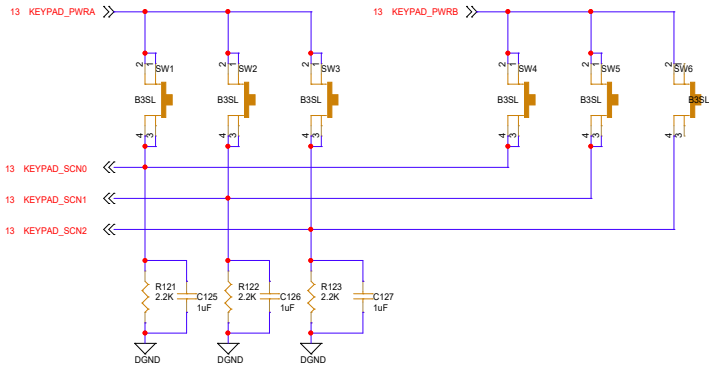 13 KEYPAD_PWRA
13 KEYPAD_PWRB
2 1 SW1
2 1 SW2
2 1 SW3
2 1 SW4
2 1 SW5
2 1 SW6
B3SL
B3SL
B3SL
B3SL
B3SL
B3SL
4 3
4 3
4 3
4 3
4 3
4 3
13 KEYPAD_SCN0
13 KEYPAD_SCN1
13 KEYPAD_SCN2
R121
2.2K
C125
1uF
R122
2.2K
C126
1uF
R123
2.2K
C127
1uF
DGND
DGND
DGND